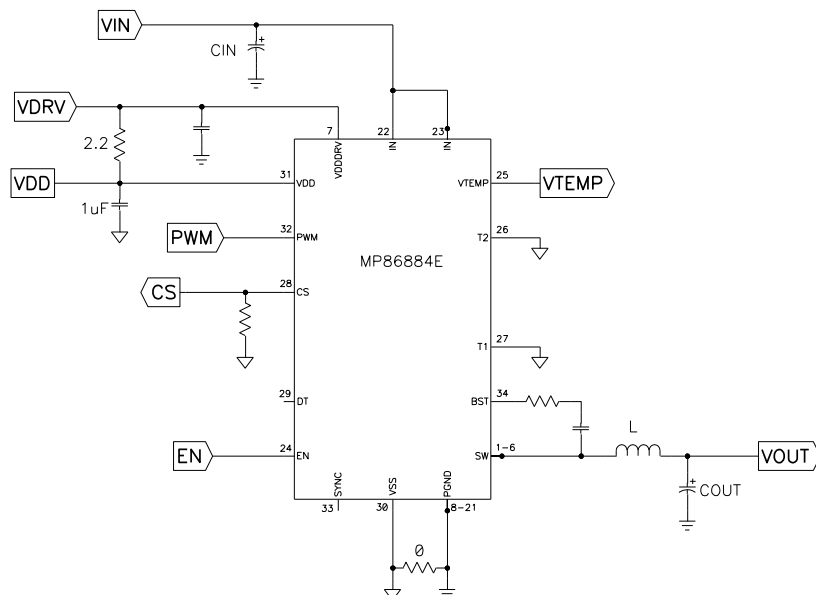 VIN
CIN
+
VDRV
7
22
23
2.2
VDDDRV
IN
IN
VDD
31
VDD
VTEMP
25
VTEMP
1uF
PWM
32
PWM
T2
26
MP86884E
CS
28
CS
T1
27
29
DT
BST
34
L
EN
24
EN
SW
1-6
VOUT
SYNC
VSS
PGND
+
COUT
33
30
8-21
0